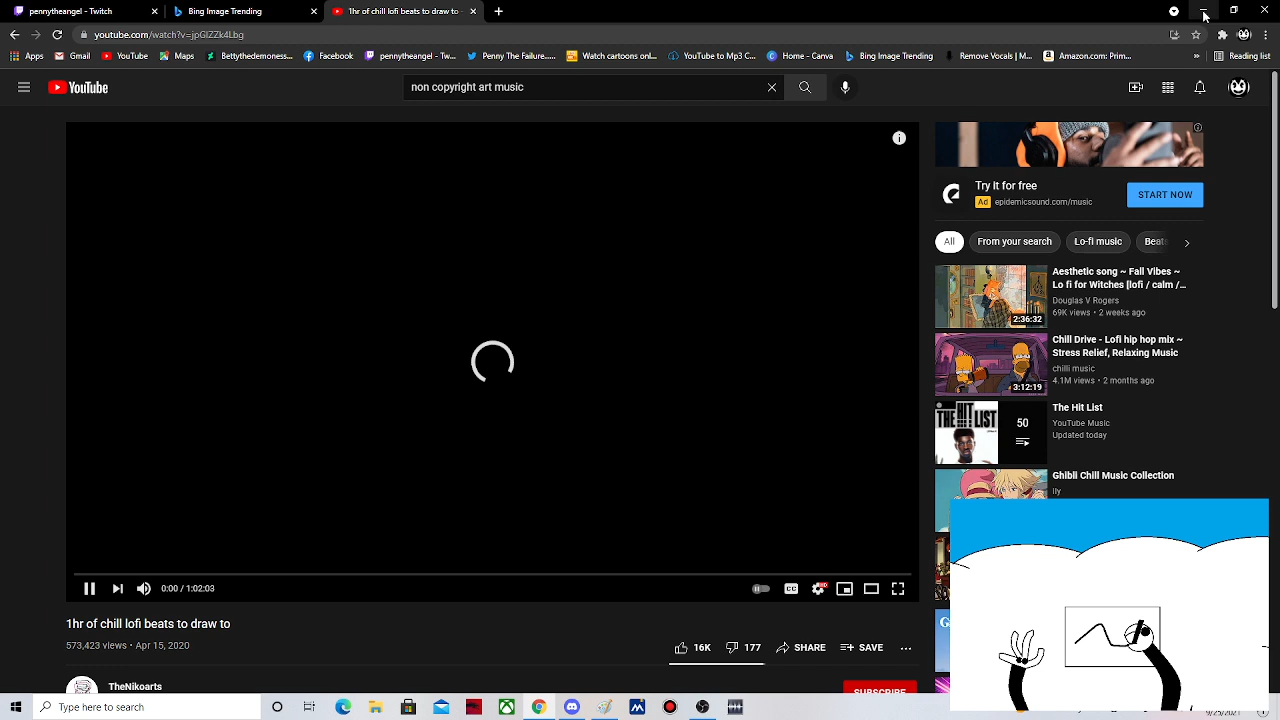 pennytheangel - Twitch
Bing Image Trending
1hr of chill lofi beats to draw to -
youtube.com/watch?v=jpGlZZk4Lbg
Apps
Gmail
YouTube
Maps
Bettythedemoness...
Facebook
pennytheangel - Tw...
Penny The Failure....
Watch cartoons onl...
YouTube to Mp3 C...
Home - Canva
Bing Image Trending
Remove Vocals | M...
Amazon.com: Prim...
»
Reading list
YouTube
non copyright art music
Try It for free
Ad epidemicsound.com/music
START NOW
All
From your search
Lo-fi music
Beats
Aesthetic song ~ Fall Vibes ~
Lo fi for Witches [lofi / calm /...
Douglas V Rogers
69K views • 2 weeks ago
2:36:32
Chill Drive - Lofi hip hop mix ~
Stress Relief, Relaxing Music
chilli music
4.1M views • 2 months ago
3:12:19
THE HIT LIST
50
The Hit List
YouTube Music
Updated today
Ghibli Chill Music Collection
ily
0:00 / 1:02:03
CC
HD
1hr of chill lofi beats to draw to
573,423 views • Apr 15, 2020
16K
177
SHARE
SAVE
TheNikoarts
SUBSCRIBE
Type here to search
9/25/2021